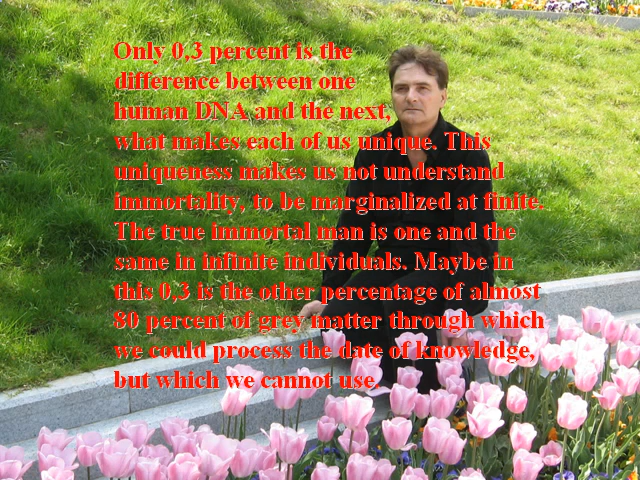 Only 0,3 percent is the
difference between one
human DNA and the next,
what makes each of us unique. This
uniqueness makes us not understand
immortality, to be marginalized at finite.
The true immortal man is one and the
same in infinite individuals. Maybe in
this 0,3 is the other percentage of almost
80 percent of grey matter through which
we could process the date of knowledge,
but which we cannot use.